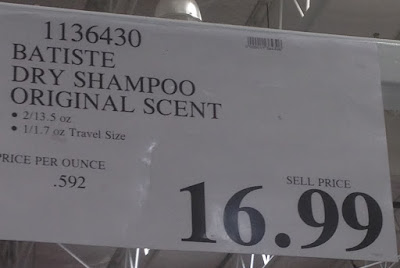 1136430
BATISTE
DRY SHAMPOO
ORIGINAL SCENT
• 2/13.5 oz
• 1/1.7 oz Travel Size
PRICE PER OUNCE
.592
SELL PRICE
16.99